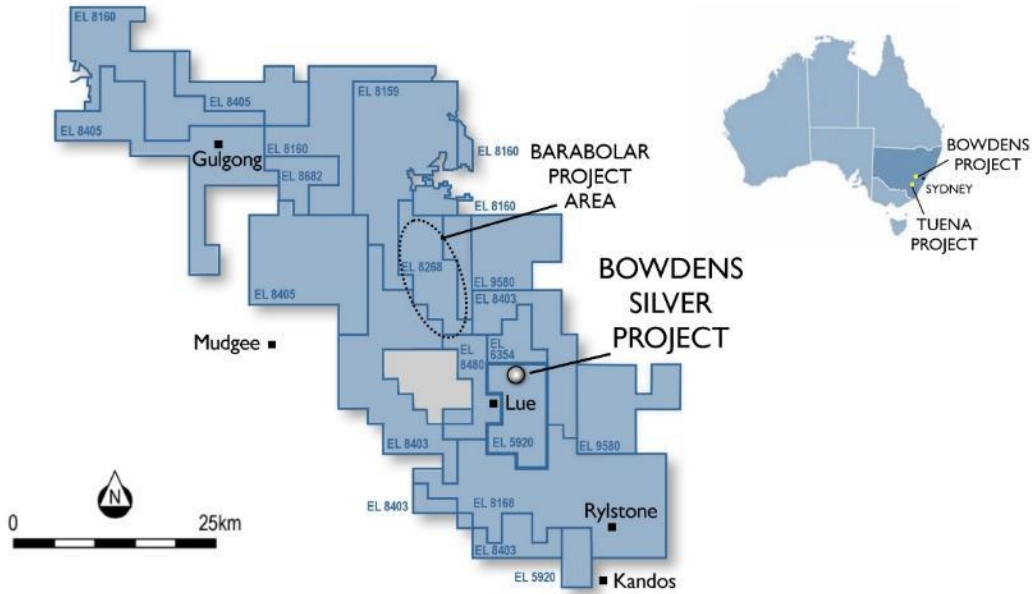 EL 8160
EL 8405
EL 8405
Gulgong
EL 8160
EL 8682
EL 8159
EL 8160
BARABOLAR
PROJECT
AREA
EL 8160
EL 8268
EL 9580
EL 8403
EL 8405
Mudgee
EL
8480
EL
6354
BOWDENS
SILVER
PROJECT
Lue
EL 8403
EL 5920
EL 9580
EL 8403
EL 8168
Rylstone
EL 8403
EL 5920
Kandos
N
0
25km
BOWDENS
PROJECT
SYDNEY
TUENA
PROJECT